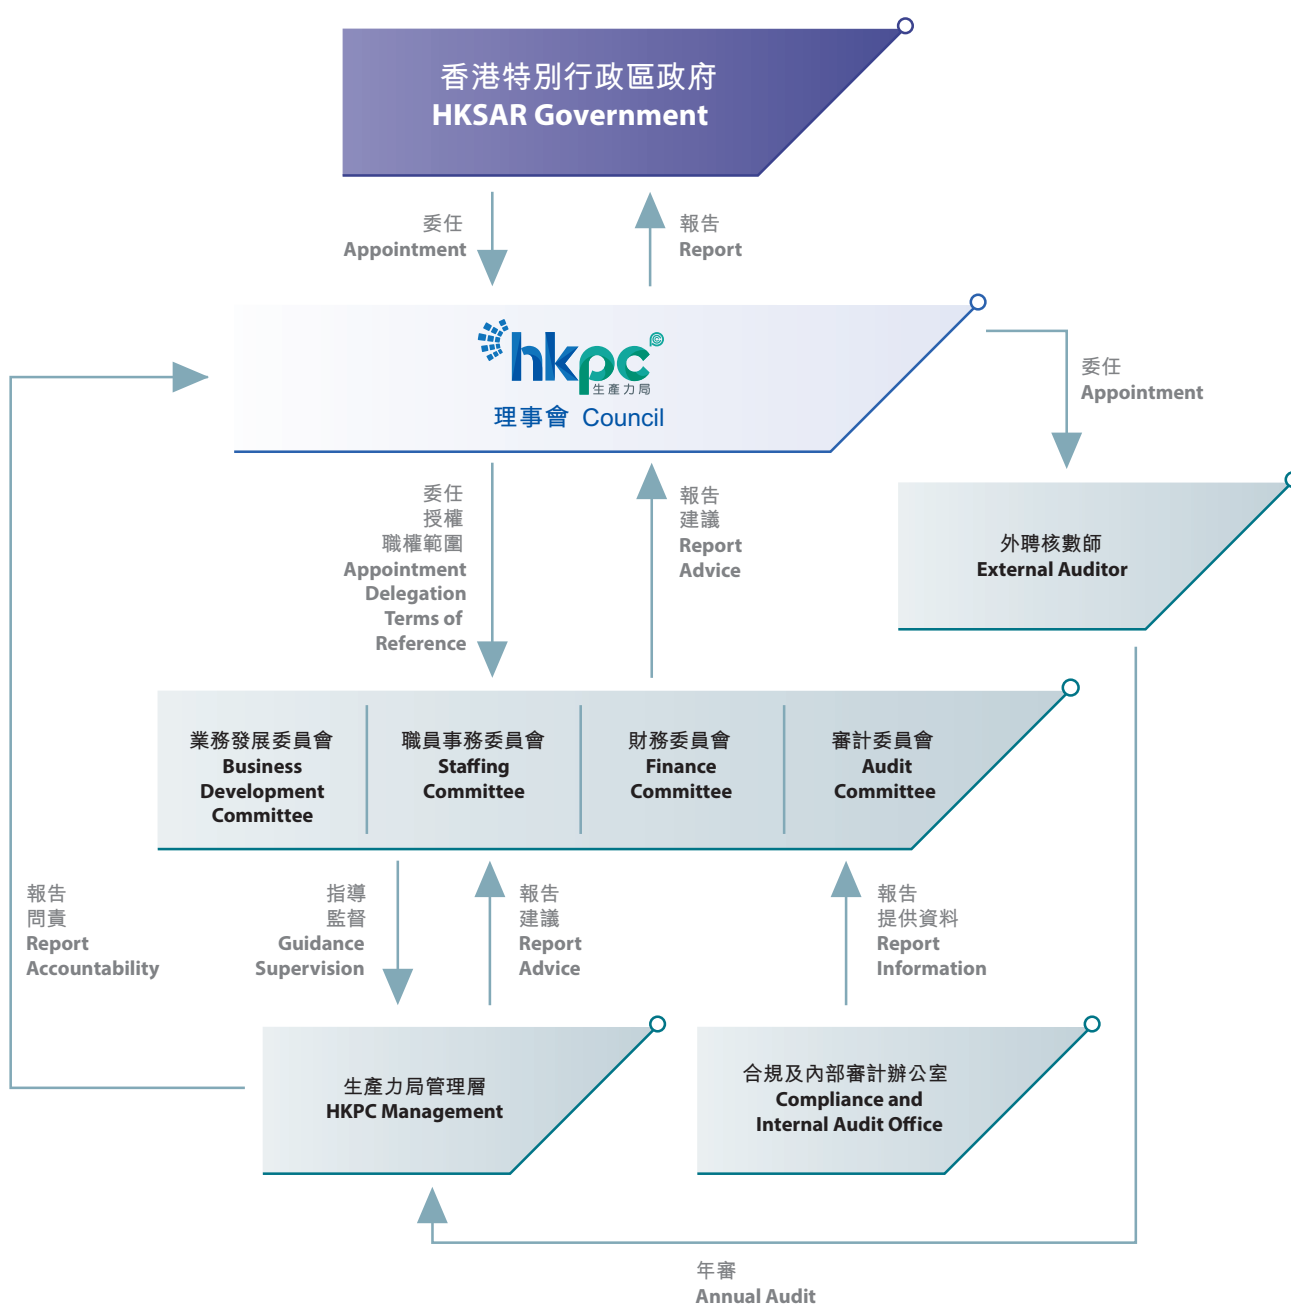 香港特別行政區政府
HKSAR Government
委任
Appointment
報告
Report
hkpc
生產力局
理事會 Council
委任
Appointment
委任
授權
職權範圍
Appointment
Delegation
Terms of
Reference
報告
建議
Report
Advice
外聘核數師
External Auditor
業務發展委員會
Business
Development
Committee
職員事務委員會
Staffing
Committee
財務委員會
Finance
Committee
審計委員會
Audit
Committee
報告
問責
Report
Accountability
指導
監督
Guidance
Supervision
報告
建議
Report
Advice
報告
提供資料
Report
Information
生產力局管理層
HKPC Management
合規及內部審計辦公室
Compliance and
Internal Audit Office
年審
Annual Audit